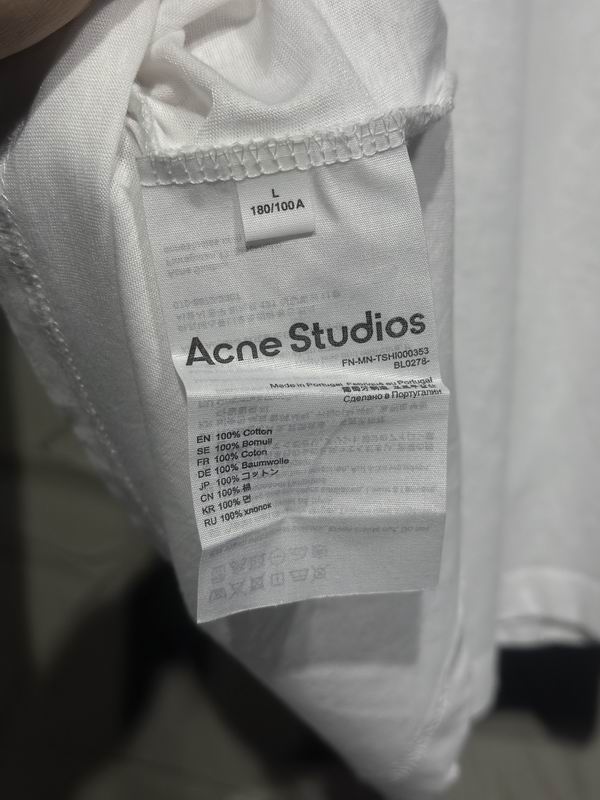 L
180/100A
Acne Studios
FN-MN-TSHI000353
BL0278-
Made in Portugal Fabriqué au Portugal
Сделано в Португалии
EN 100% Cotton
SE 100% Bomull
FR 100% Coton
DE 100% Baumwolle
JP 100% コットン
CN 100% 棉
KR 100% 면
RU 100% хлопок